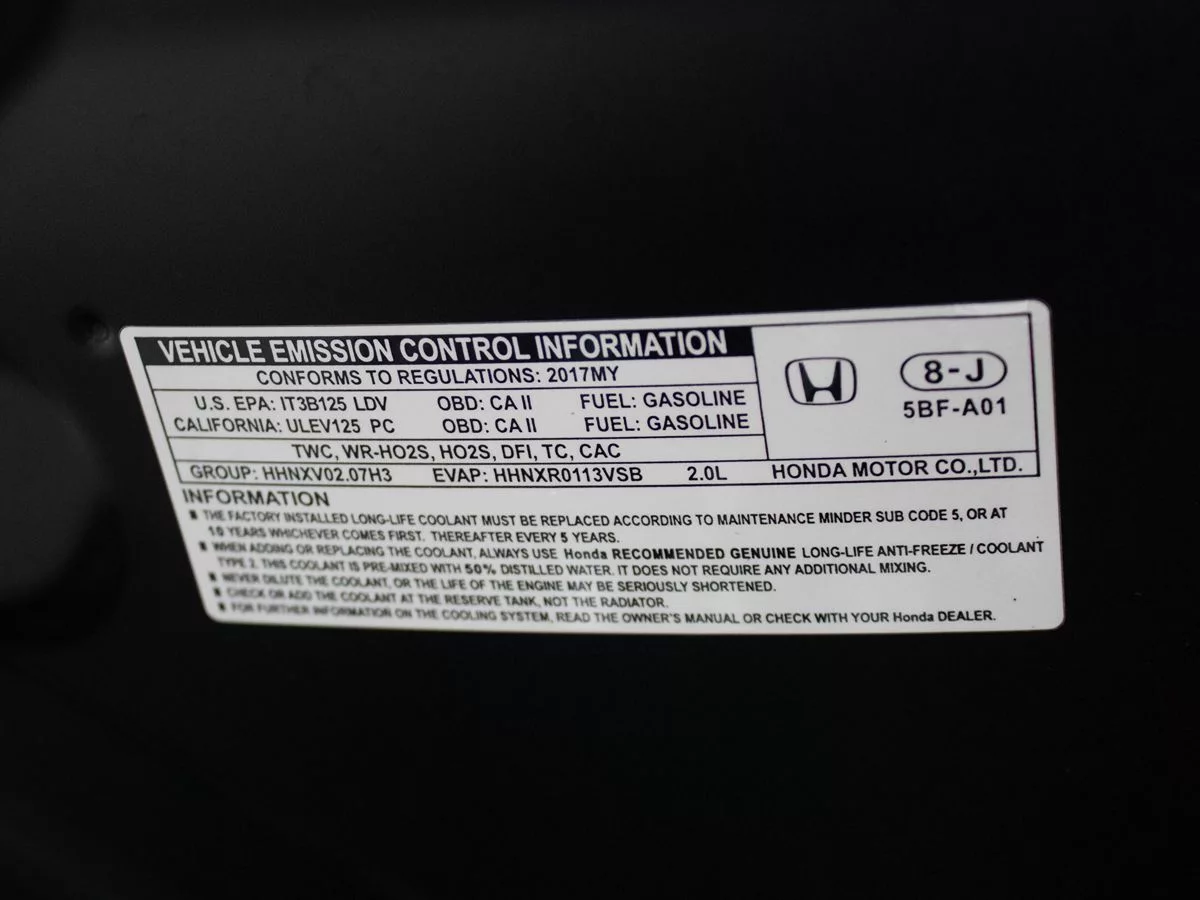 VEHICLE EMISSION CONTROL INFORMATION
CONFORMS TO REGULATIONS: 2017MY
U.S. EPA: IT3B125 LDV OBD: CA II FUEL: GASOLINE
CALIFORNIA: ULEV125 PC OBD: CA II FUEL: GASOLINE
8-J
5BF-A01
TWC, WR-HO2S, HO2S, DFI, TC, CAC
GROUP: HHNXV02.07H3 EVAP: HHNXR0113VSB 2.0L HONDA MOTOR CO.,LTD.
INFORMATION
■ THE FACTORY INSTALLED LONG-LIFE COOLANT MUST BE REPLACED ACCORDING TO MAINTENANCE MINDER SUB CODE 5, OR AT
10 YEARS WHICHEVER COMES FIRST. THEREAFTER EVERY 5 YEARS.
■ WHEN ADDING OR REPLACING THE COOLANT, ALWAYS USE Honda RECOMMENDED GENUINE LONG-LIFE ANTI-FREEZE / COOLANT
TYPE 2. THIS COOLANT IS PRE-MIXED WITH 50% DISTILLED WATER. IT DOES NOT REQUIRE ANY ADDITIONAL MIXING.
■ NEVER DILUTE THE COOLANT, OR THE LIFE OF THE ENGINE MAY BE SERIOUSLY SHORTENED.
■ CHECK OR ADD THE COOLANT AT THE RESERVE TANK, NOT THE RADIATOR.
■ FOR FURTHER INFORMATION ON THE COOLING SYSTEM, READ THE OWNER'S MANUAL OR CHECK WITH YOUR Honda DEALER.